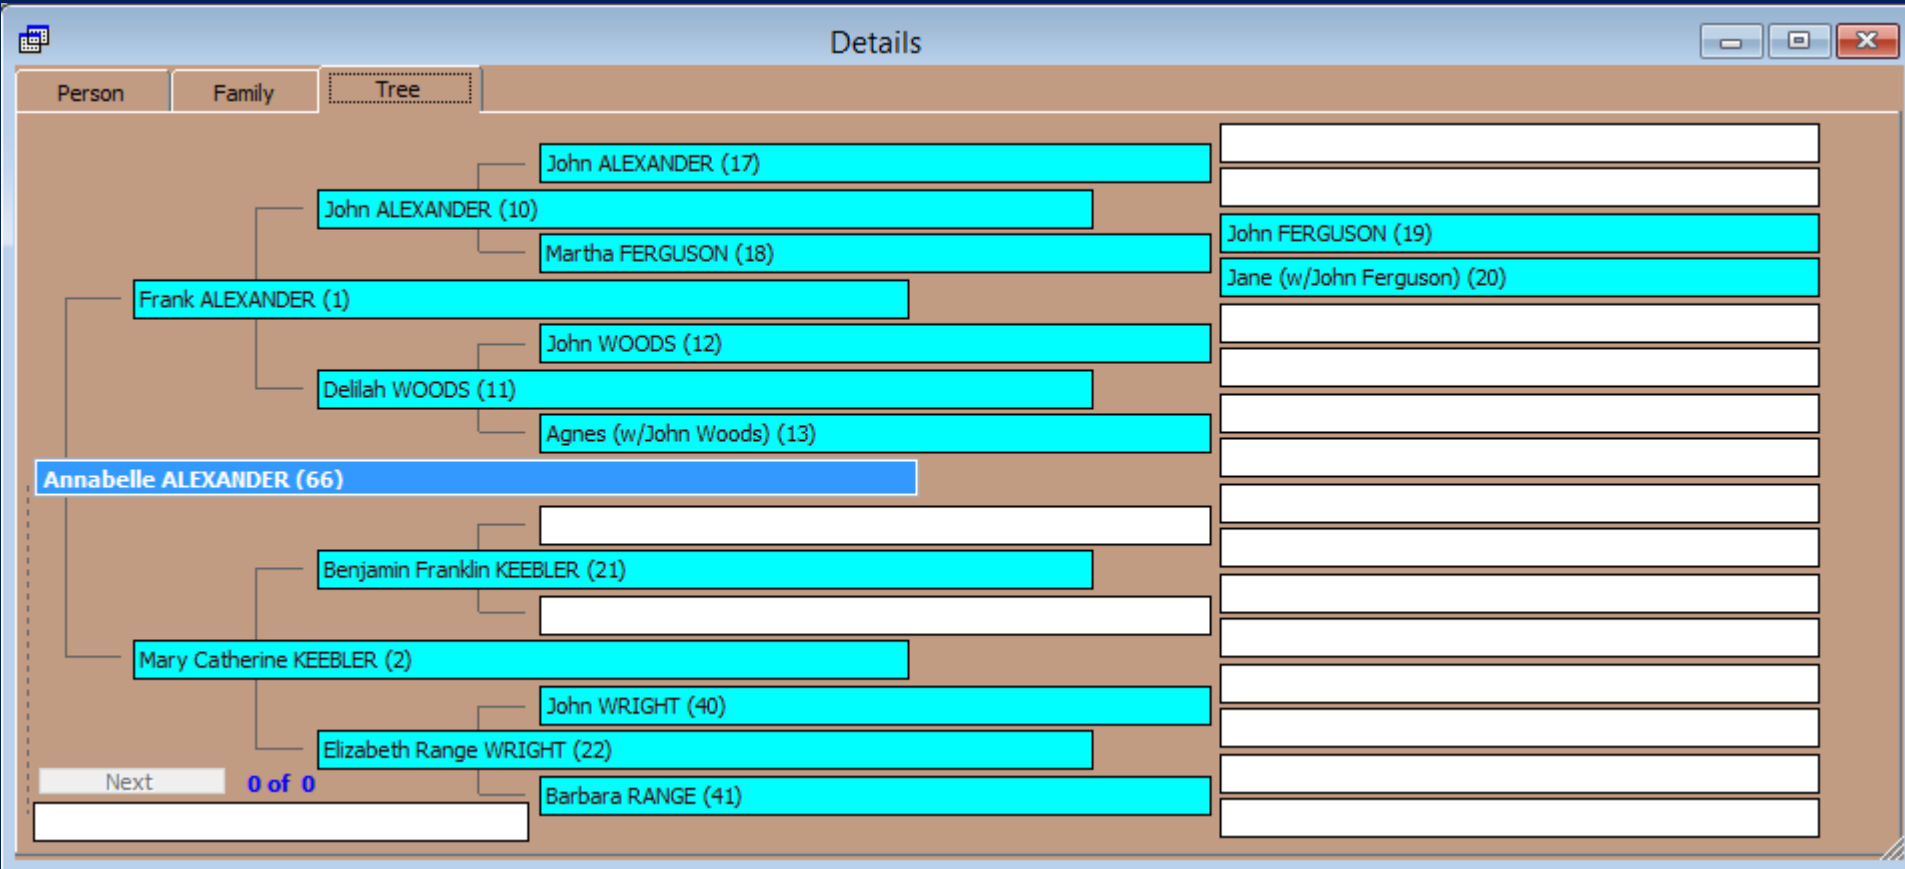 Details
Person
Family
Tree
John ALEXANDER (17)
John ALEXANDER (10)
Martha FERGUSON (18)
John FERGUSON (19)
Jane (w/John Ferguson) (20)
Frank ALEXANDER (1)
John WOODS (12)
Delilah WOODS (11)
Agnes (w/John Woods) (13)
Annabelle ALEXANDER (66)
Benjamin Franklin KEEBLER (21)
Mary Catherine KEEBLER (2)
John WRIGHT (40)
Elizabeth Range WRIGHT (22)
Barbara RANGE (41)
Next
0 of 0